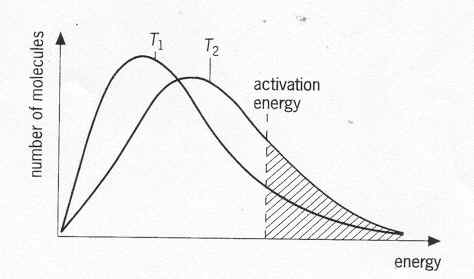 T₁
T₂
activation
energy
number of molecules
energy